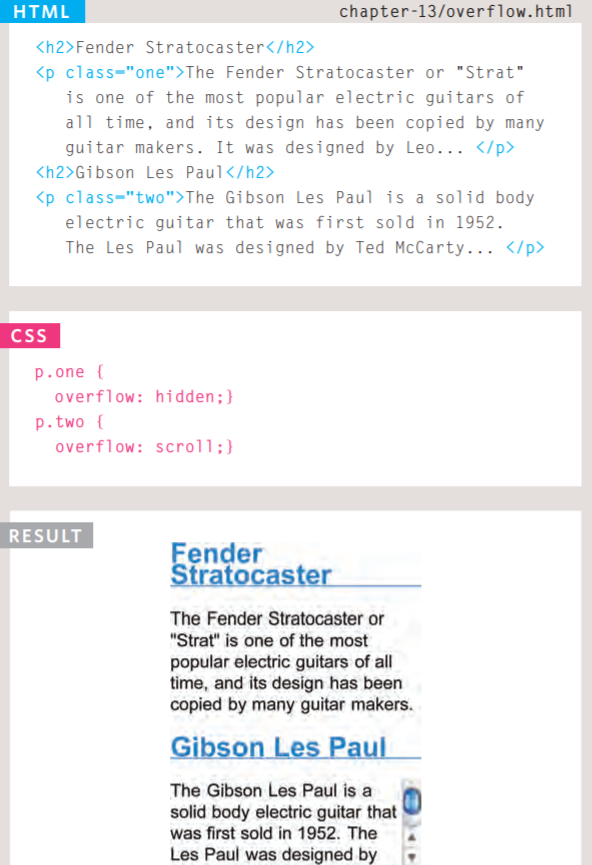 HTML
chapter-13/overflow.html
<h2>Fender Stratocaster</h2>
<p class="one">The Fender Stratocaster or "Strat"
is one of the most popular electric guitars of
all time, and its design has been copied by many
guitar makers. It was designed by Leo... </p>
<h2>Gibson Les Paul</h2>
<p class="two">The Gibson Les Paul is a solid body
electric guitar that was first sold in 1952.
The Les Paul was designed by Ted McCarty... </p>
CSS
p.one {
overflow: hidden;}
p.two {
overflow: scroll;}
RESULT
Fender
Stratocaster
The Fender Stratocaster or
"Strat" is one of the most
popular electric guitars of all
time, and its design has been
copied by many guitar makers.
Gibson Les Paul
The Gibson Les Paul is a
solid body electric guitar that
was first sold in 1952. The
Les Paul was designed by